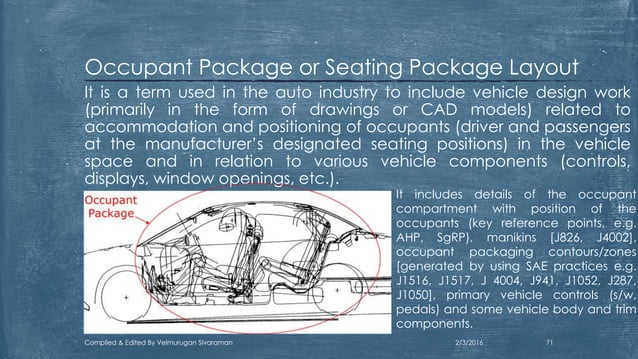 Occupant Package or Seating Package Layout
It is a term used in the auto industry to include vehicle design work
(primarily in the form of drawings or CAD models) related to
accommodation and positioning of occupants (driver and passengers
at the manufacturer's designated seating positions) in the vehicle
space and in relation to various vehicle components (controls,
displays, window openings, etc.).
Occupant
Package
It includes details of the occupant
compartment with position of the
occupants (key reference points, e.g.
AHP, SgRP), manikins [J826, J4002],
occupant packaging contours/zones
[generated by using SAE practices e.g.
J1516, J1517, J 4004, J941, J1052, J287,
J1050], primary vehicle controls (s/w,
pedals) and some vehicle body and trim
components.
Complied & Edited By Velmurugan Sivaraman
2/3/2016
71